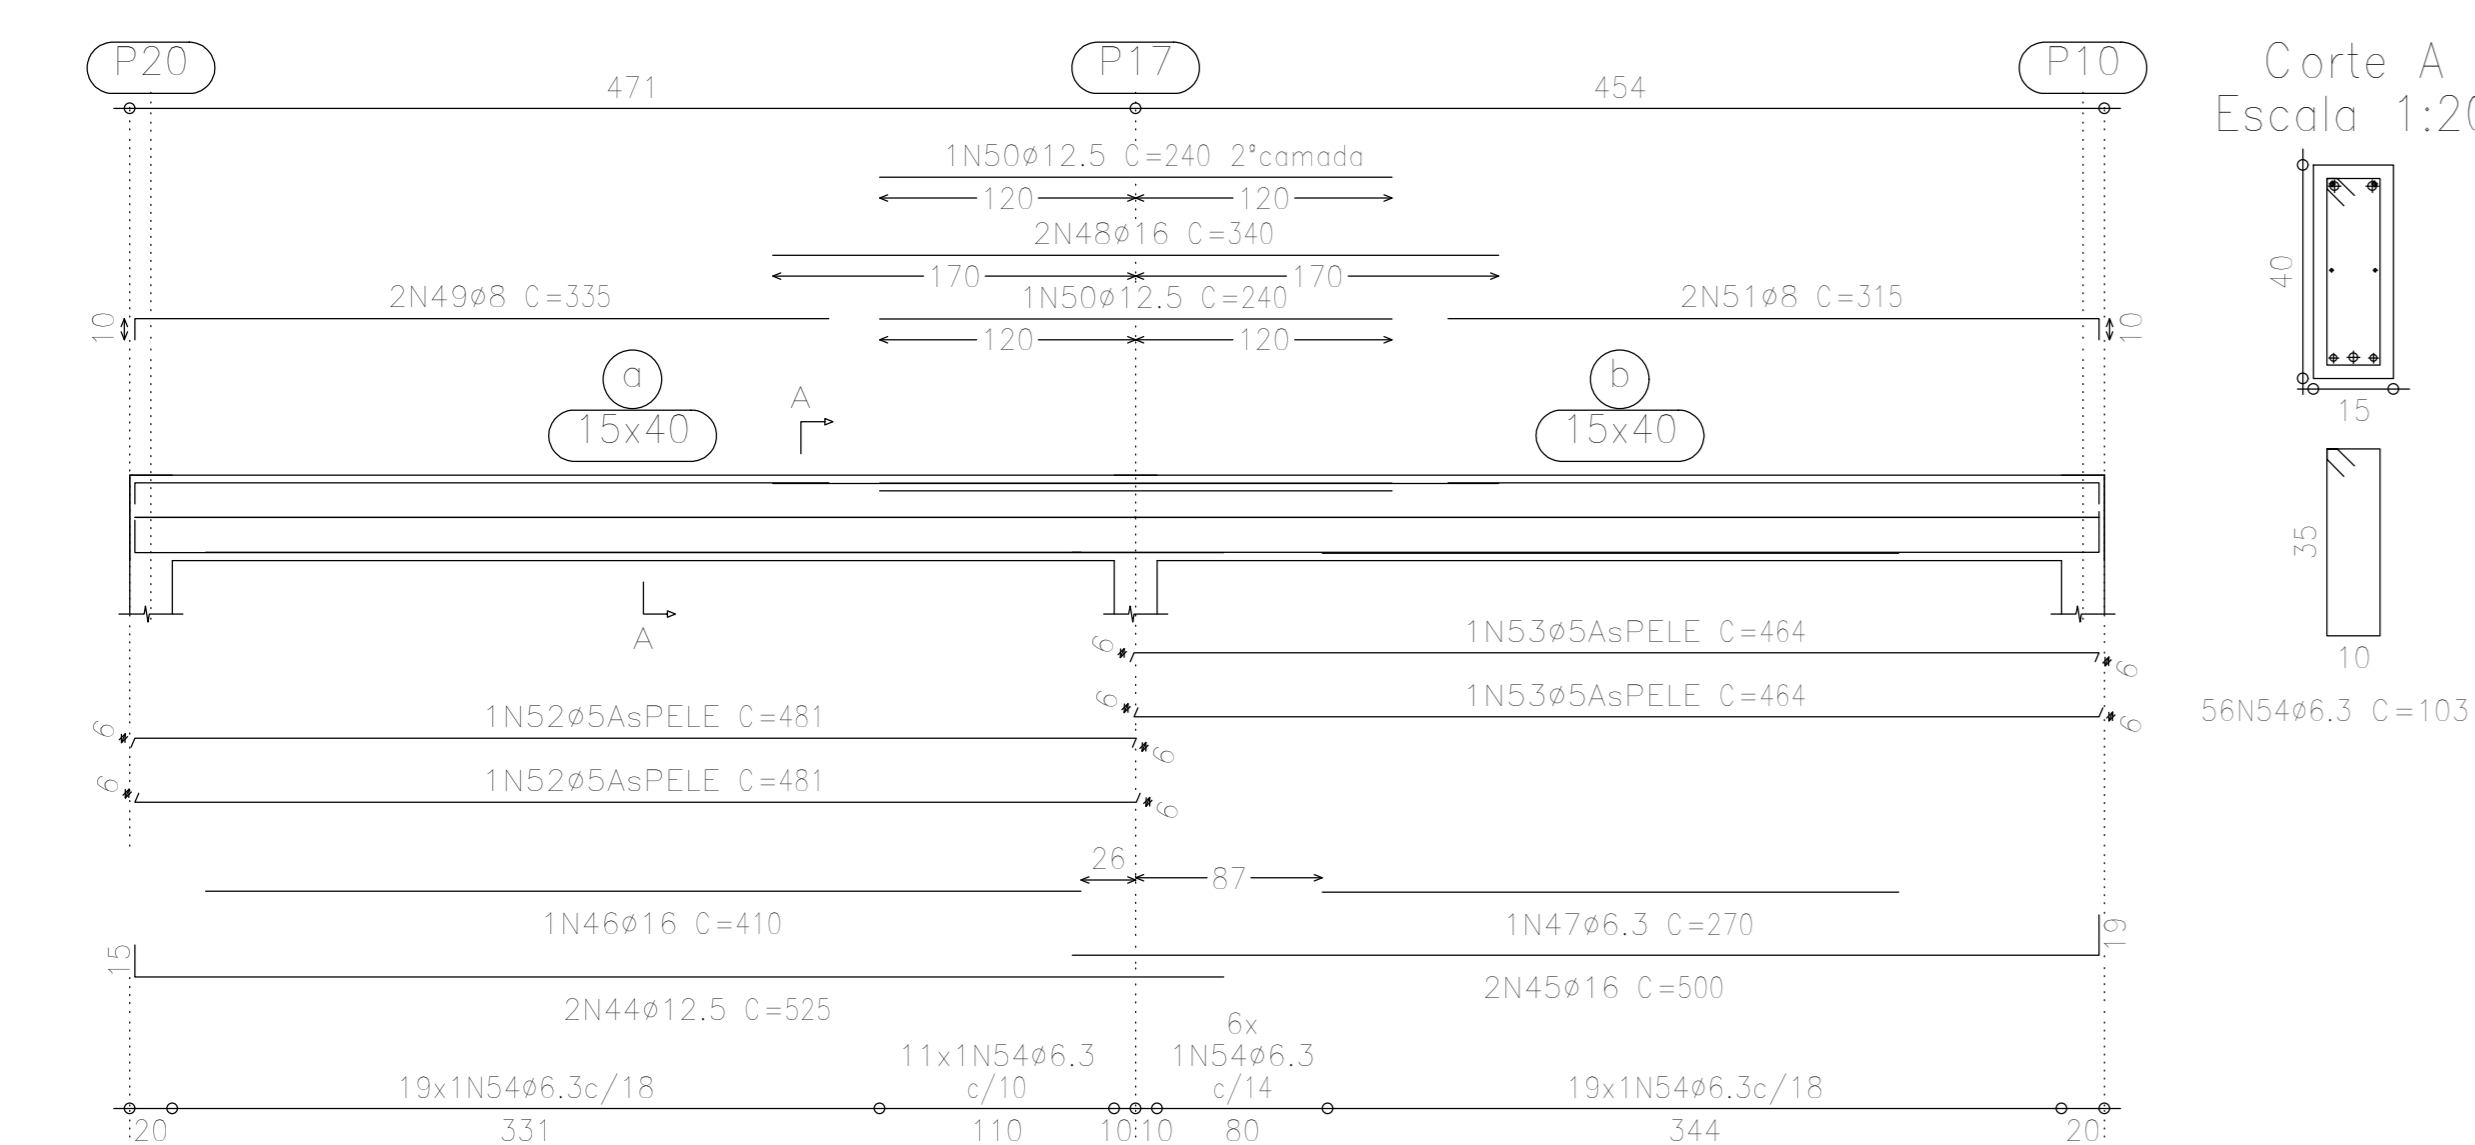 P20
P17
P10
Corte A
Escala 1:20
471
454
1N50ø12.5 C=240 2ªcamada
120
120
2N48ø16 C=340
170
170
2N49ø8 C=335
1N50ø12.5 C=240
2N51ø8 C=315
10
120
120
10
40
15
a
b
A
15x40
15x40
35
10
56N54ø6.3 C=103
A
1N53ø5AsPELE C=464
6
6
1N53ø5AsPELE C=464
6
6
1N52ø5AsPELE C=481
6
6
1N52ø5AsPELE C=481
6
6
26
87
1N46ø16 C=410
1N47ø6.3 C=270
15
19
2N44ø12.5 C=525
2N45ø16 C=500
19x1N54ø6.3c/18
11x1N54ø6.3
c/10
6x
1N54ø6.3
c/14
19x1N54ø6.3c/18
20
331
110
10
10
80
344
20